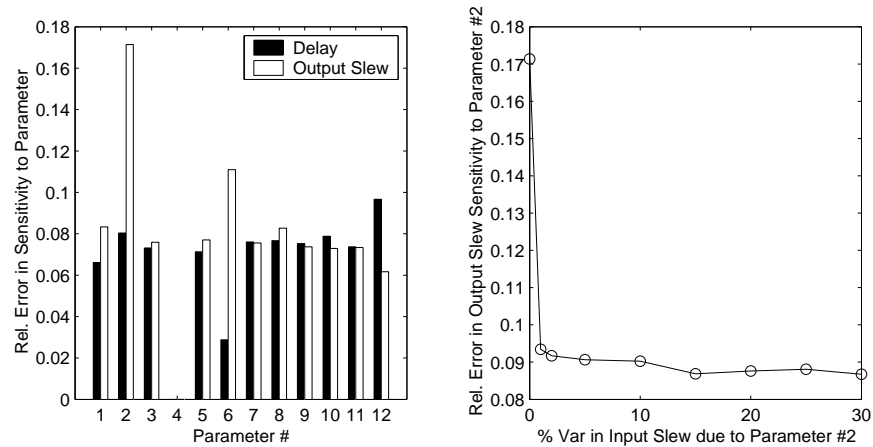 Rel. Error in Sensitivity to Parameter
0.18
0.16
0.14
0.12
0.1
0.08
0.06
0.04
0.02
0
Delay
Output Slew
1 2 3 4 5 6 7 8 9 10 11 12
Parameter #
Rel. Error in Output Slew Sensitivity to Parameter #2
0.18
0.17
0.16
0.15
0.14
0.13
0.12
0.11
0.1
0.09
0.08
0 10 20 30
% Var in Input Slew due to Parameter #2